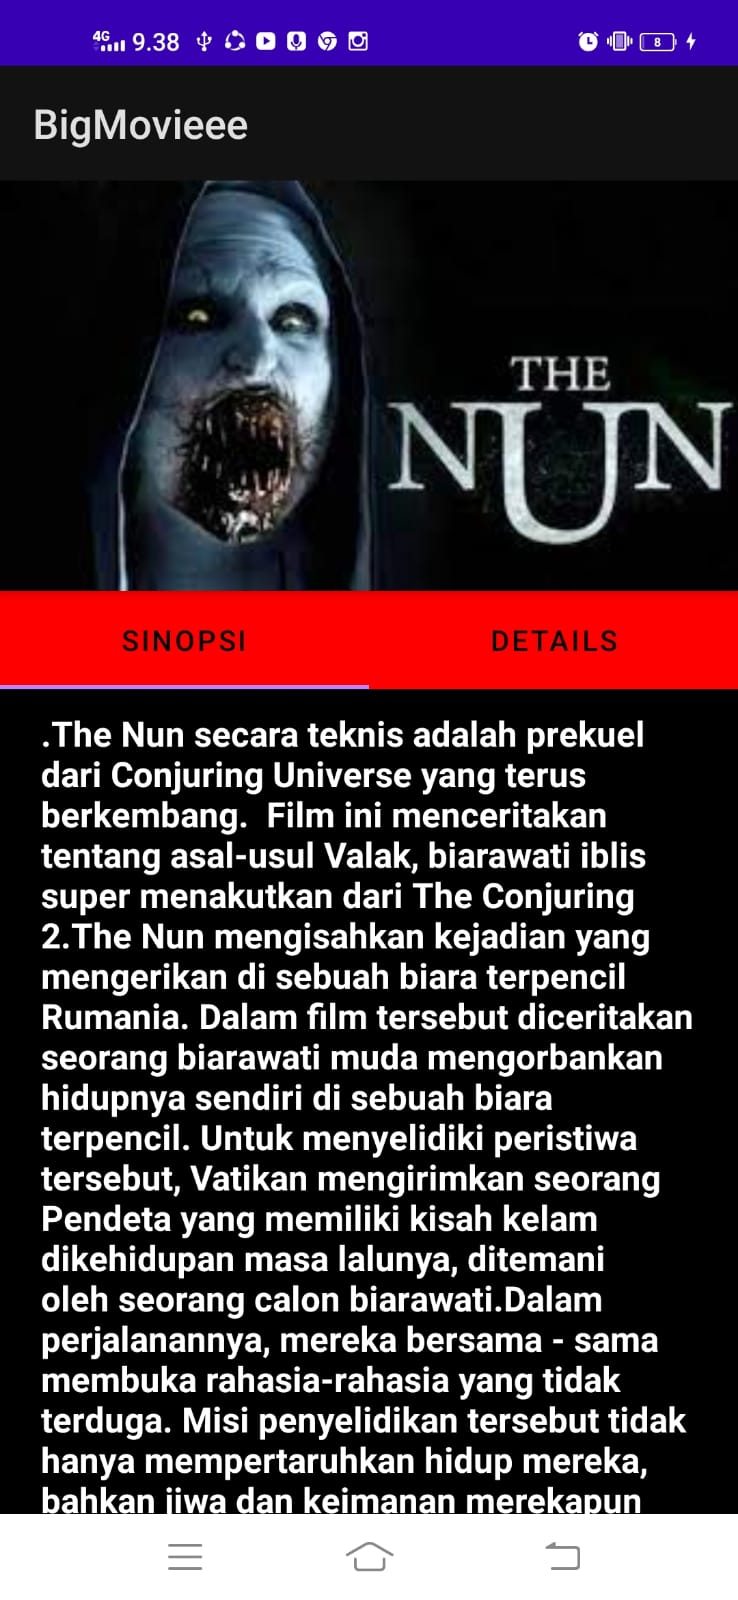 4G 9.38 8
BigMovieee
THE
NUN
SINOPSI DETAILS
.The Nun secara teknis adalah prekuel
dari Conjuring Universe yang terus
berkembang.  Film ini menceritakan
tentang asal-usul Valak, biarawati iblis
super menakutkan dari The Conjuring
2.The Nun mengisahkan kejadian yang
mengerikan di sebuah biara terpencil
Rumania. Dalam film tersebut diceritakan
seorang biarawati muda mengorbankan
hidupnya sendiri di sebuah biara
terpencil. Untuk menyelidiki peristiwa
tersebut, Vatikan mengirimkan seorang
Pendeta yang memiliki kisah kelam
dikehidupan masa lalunya, ditemani
oleh seorang calon biarawati.Dalam
perjalanannya, mereka bersama - sama
membuka rahasia-rahasia yang tidak
terduga. Misi penyelidikan tersebut tidak
hanya mempertaruhkan hidup mereka,
bahkan jiwa dan keimanan merekapun